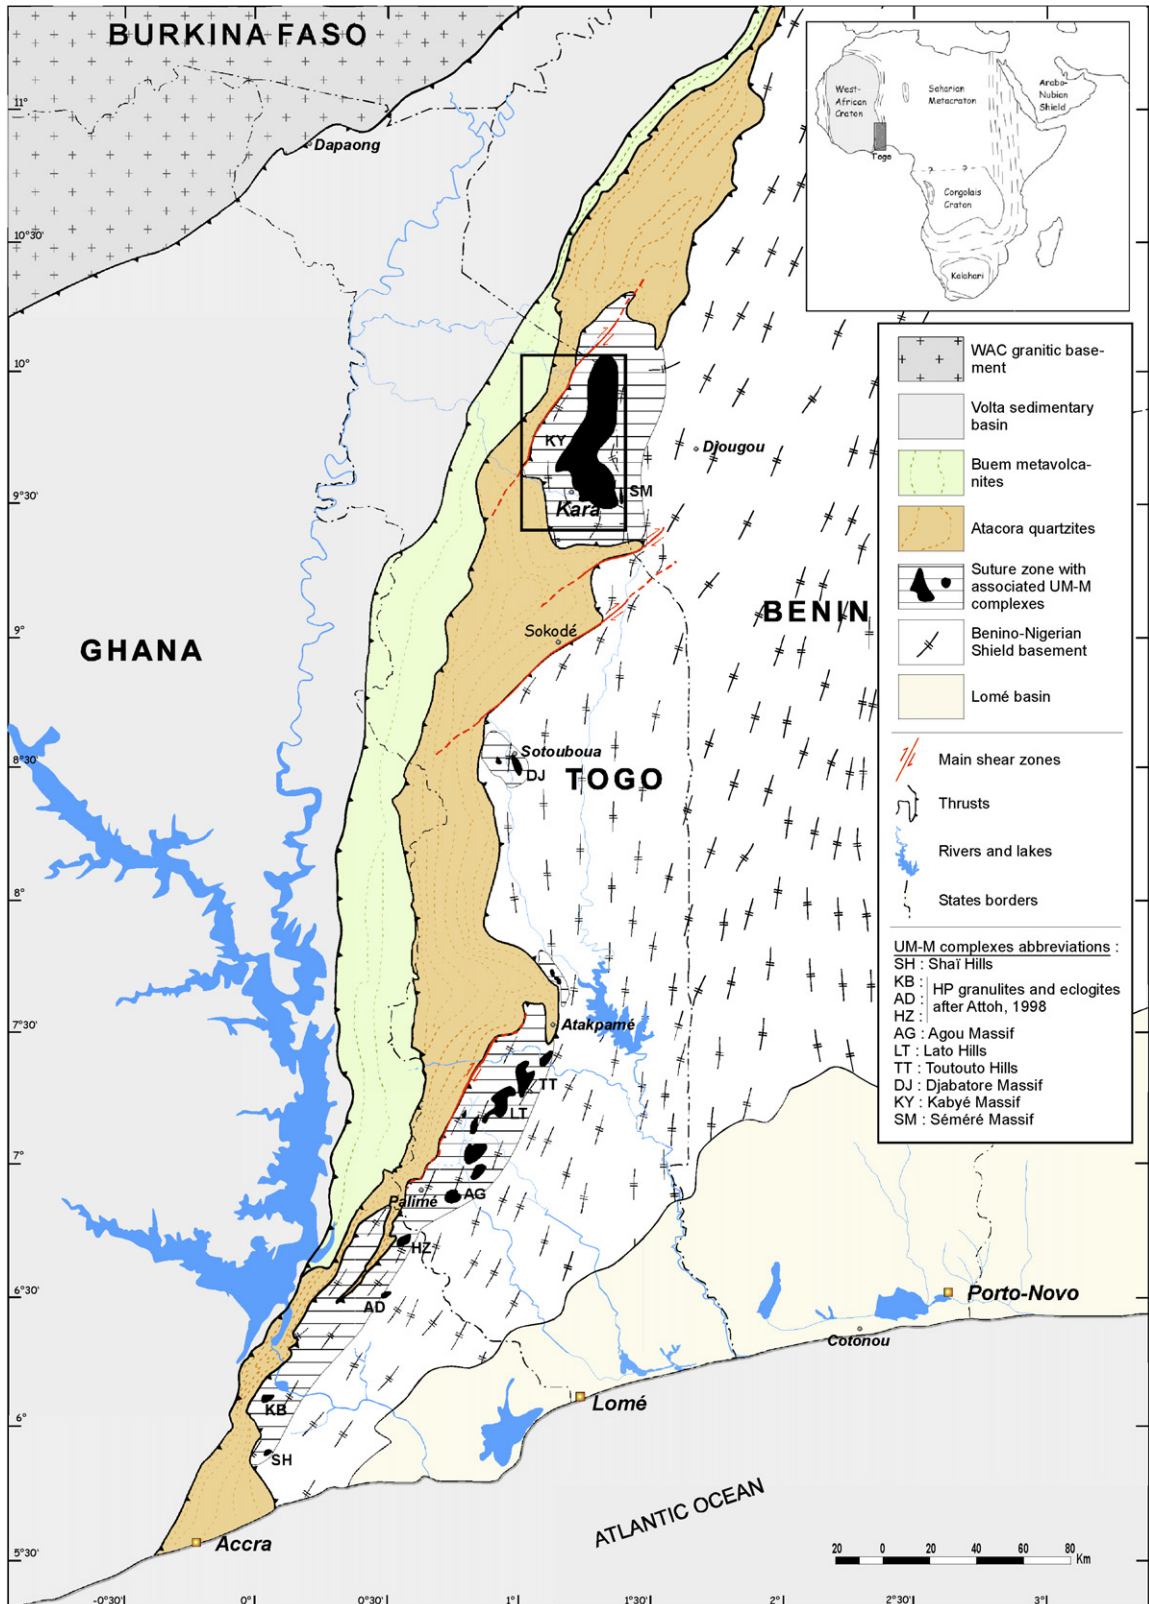 BURKINA FASO
Dapaong
GHANA
TOGO
BENIN
KY
SM
Kara
Djougou
Sokodé
Sotouboua
DJ
Atakpamé
TT
LT
AG
Palimé
HZ
AD
KB
SH
Accra
Lomé
Cotonou
Porto-Novo
ATLANTIC OCEAN
11°
10°30'
10°
9°30'
9°
8°30'
8°
7°30'
7°
6°30'
6°
5°30'
-0°30'
0°
0°30'
1°
1°30'
2°
2°30'
3°
20 0 20 40 60 80
Km
West-
African
Craton
Saharian
Metacraton
Arabo-
Nubian
Shield
Togo
Congolais
Craton
Kalahari
WAC granitic base-
ment
Volta sedimentary
basin
Buem metavolca-
nites
Atacora quartzites
Suture zone with
associated UM-M
complexes
Benino-Nigerian
Shield basement
Lomé basin
Main shear zones
Thrusts
Rivers and lakes
States borders
UM-M complexes abbreviations :
SH : Shaï Hills
KB :
AD :
HZ :
HP granulites and eclogites
after Attoh, 1998
AG : Agou Massif
LT : Lato Hills
TT : Toutouto Hills
DJ : Djabatore Massif
KY : Kabyé Massif
SM : Séméré Massif